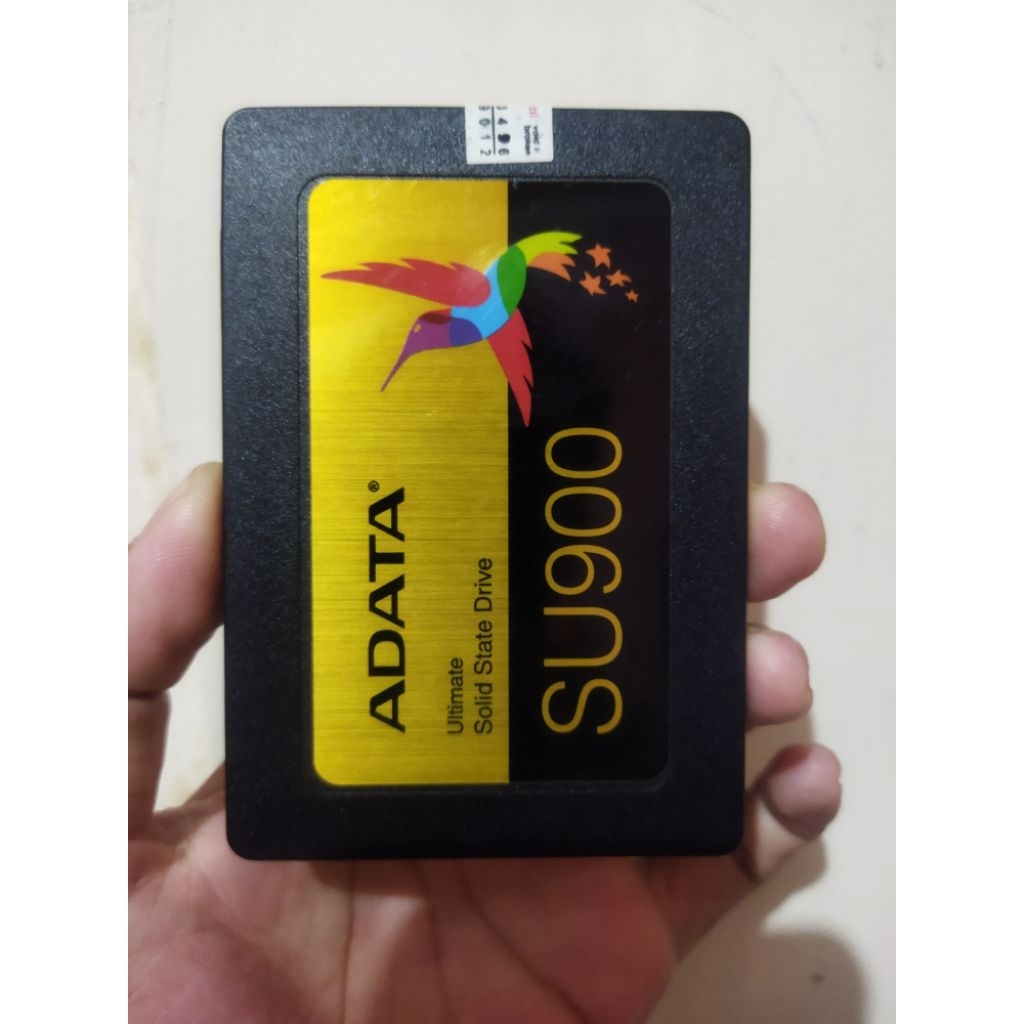 ADATA®
Ultimate
Solid State Drive
SU900